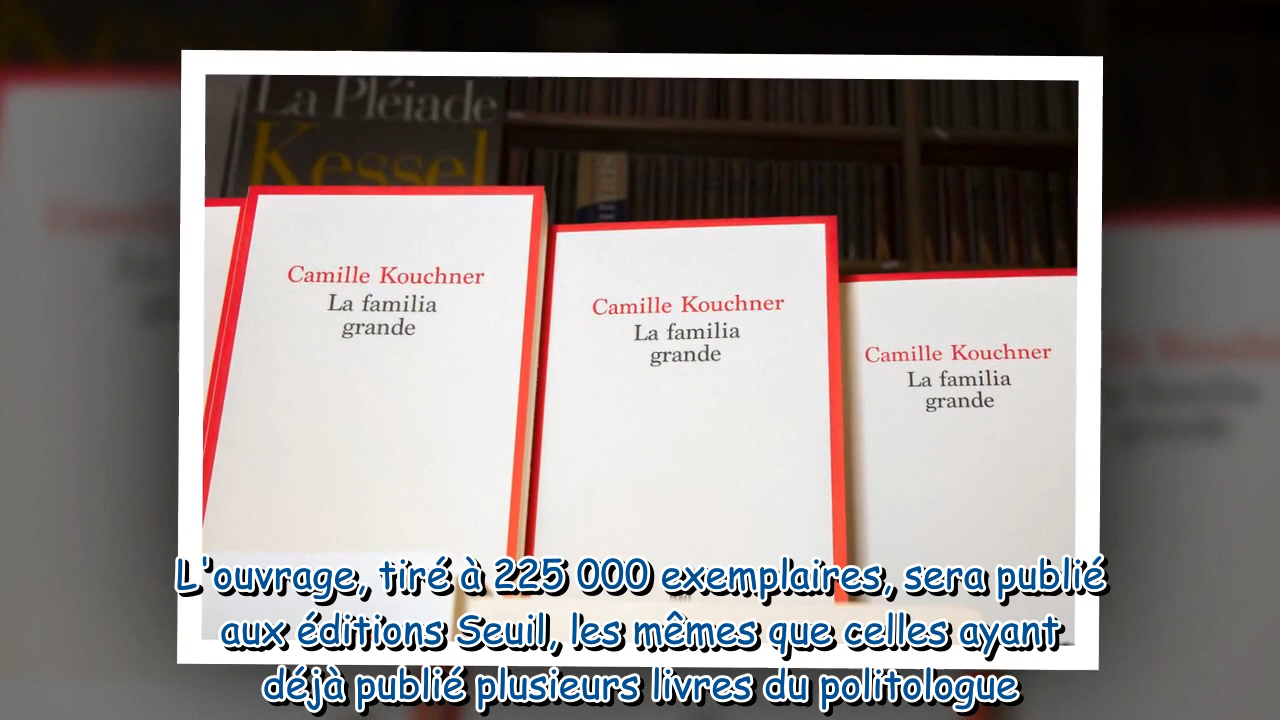 La Pléiade
Kessel
Camille Kouchner
La familia
grande
Camille Kouchner
La familia
grande
Camille Kouchner
La familia
grande
L'ouvrage, tiré à 225 000 exemplaires, sera publié
aux éditions Seuil, les mêmes que celles ayant
déjà publié plusieurs livres du politologue